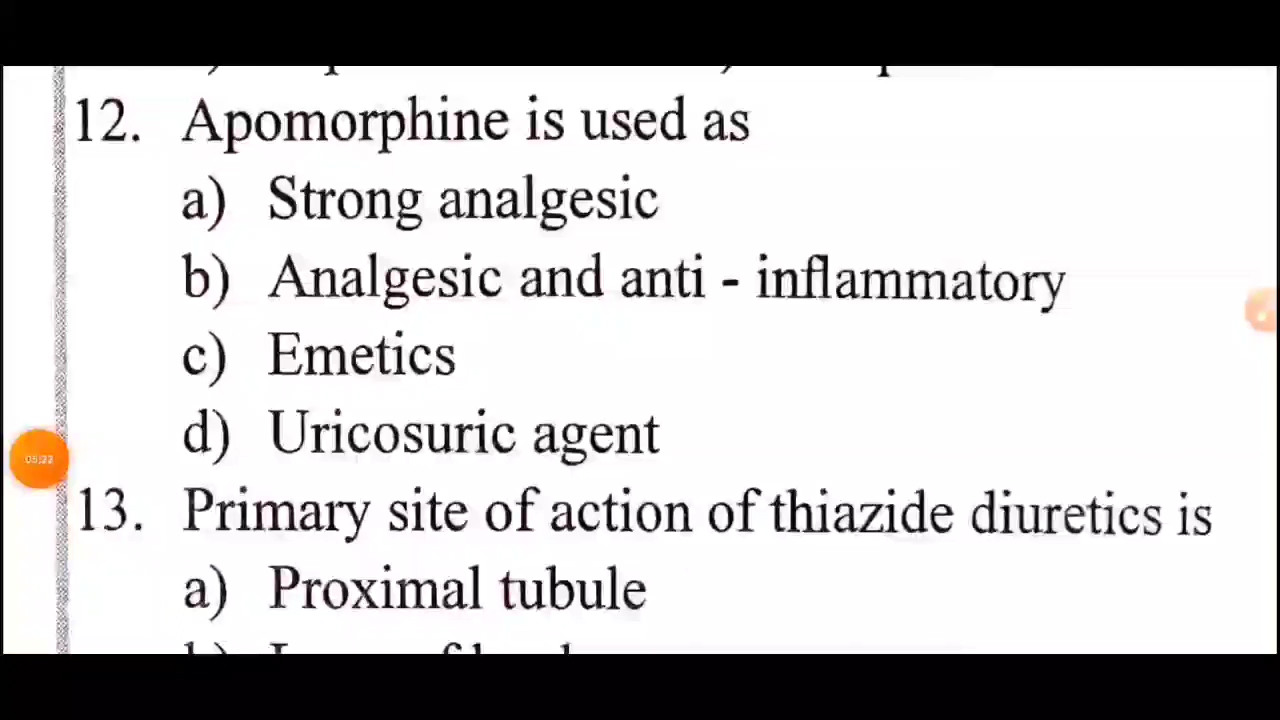 12. Apomorphine is used as
a) Strong analgesic
b) Analgesic and anti - inflammatory
c) Emetics
d) Uricosuric agent
13. Primary site of action of thiazide diuretics is
a) Proximal tubule